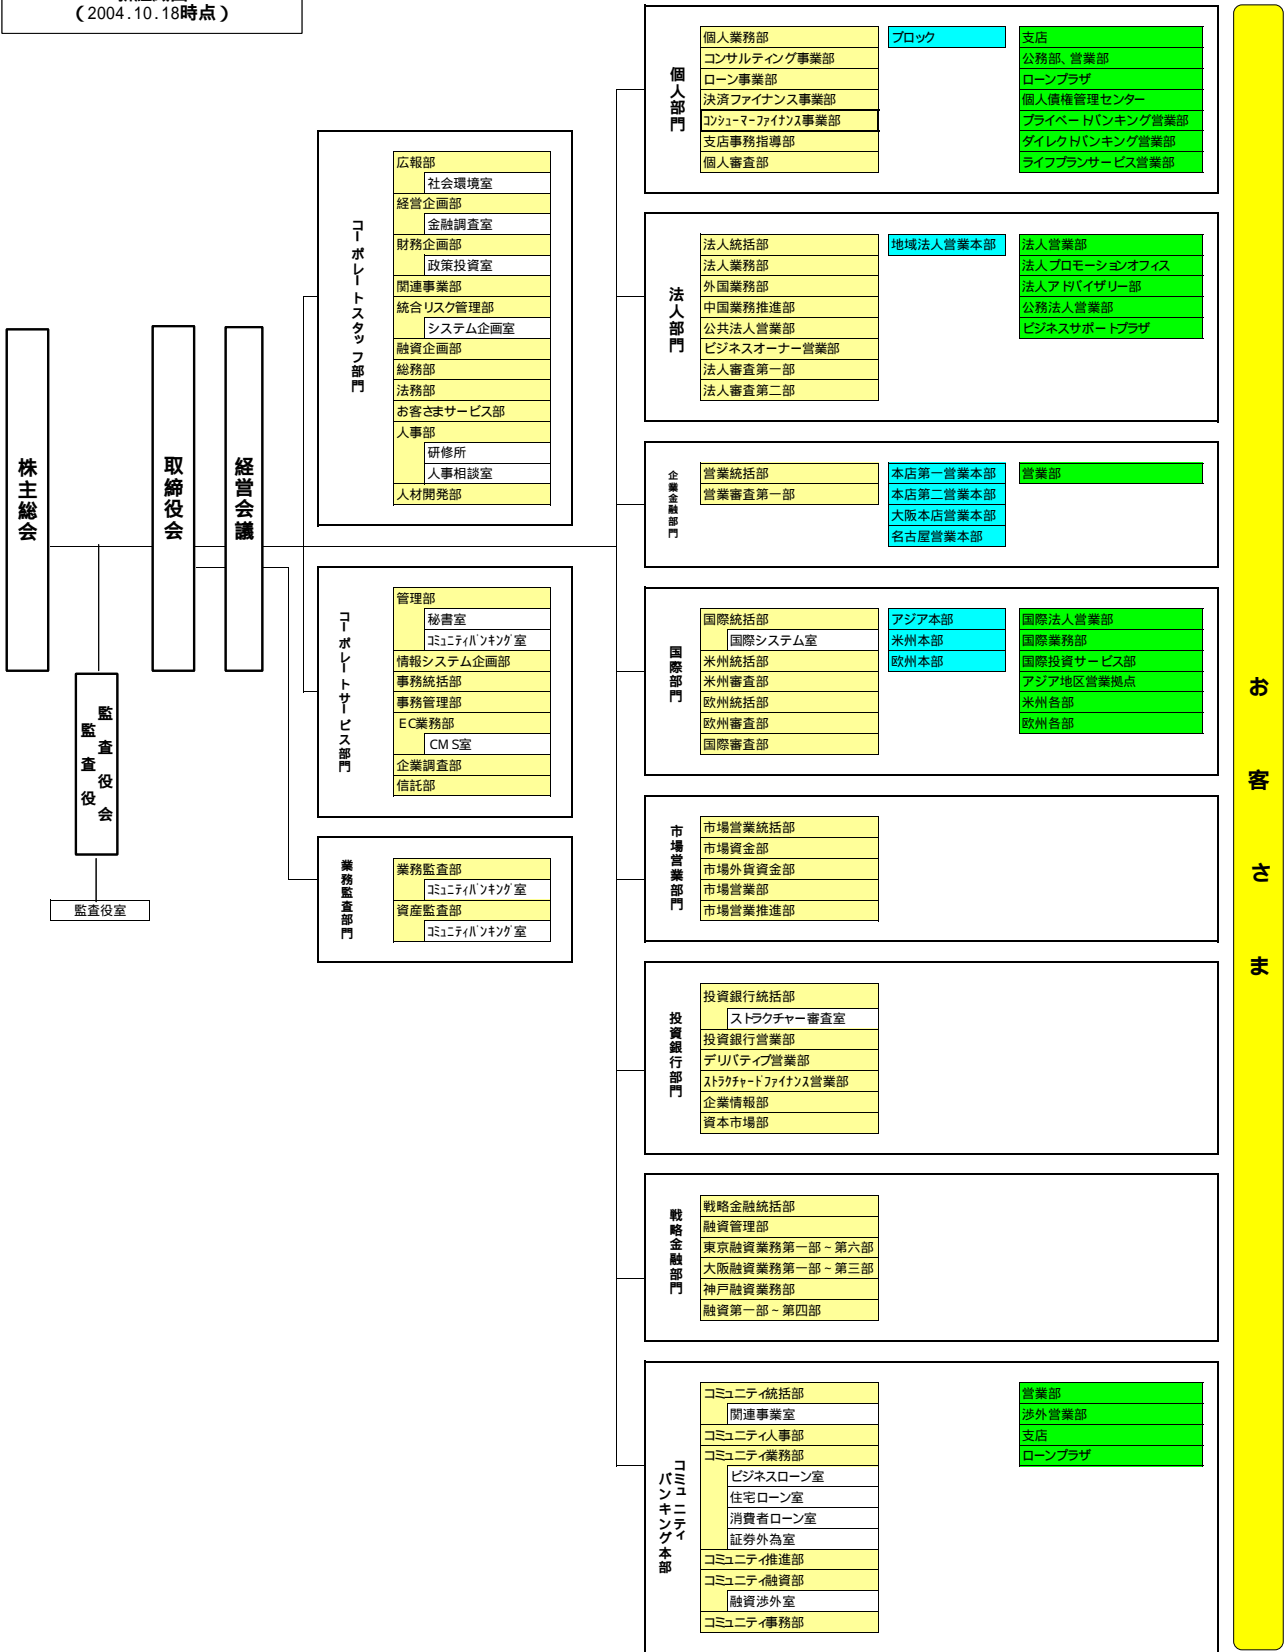 （2004.10.18時点）
株主総会
監査役会
監査役
監査役室
取締役会
経営会議
コーポレートスタッフ部門
広報部
社会環境室
経営企画部
金融調査室
財務企画部
政策投資室
関連事業部
統合リスク管理部
システム企画室
融資企画部
総務部
法務部
お客さまサービス部
人事部
研修所
人事相談室
人材開発部
コーポレートサービス部門
管理部
秘書室
ｺﾐｭﾆﾃｨﾊﾞﾝｷﾝｸﾞ室
情報システム企画部
事務統括部
事務管理部
EC業務部
CMS室
企業調査部
信託部
業務監査部門
業務監査部
ｺﾐｭﾆﾃｨﾊﾞﾝｷﾝｸﾞ室
資産監査部
ｺﾐｭﾆﾃｨﾊﾞﾝｷﾝｸﾞ室
個人部門
個人業務部
コンサルティング事業部
ローン事業部
決済ファイナンス事業部
ｺﾝｼｭｰﾏｰﾌｧｲﾅﾝｽ事業部
支店事務指導部
個人審査部
ブロック
支店
公務部、営業部
ローンプラザ
個人債権管理センター
プライベートバンキング営業部
ダイレクトバンキング営業部
ライフプランサービス営業部
法人部門
法人統括部
法人業務部
外国業務部
中国業務推進部
公共法人営業部
ビジネスオーナー営業部
法人審査第一部
法人審査第二部
地域法人営業本部
法人営業部
法人プロモーションオフィス
法人アドバイザリー部
公務法人営業部
ビジネスサポートプラザ
企業金融部門
営業統括部
営業審査第一部
本店第一営業本部
本店第二営業本部
大阪本店営業本部
名古屋営業本部
営業部
国際部門
国際統括部
国際システム室
米州統括部
米州審査部
欧州統括部
欧州審査部
国際審査部
アジア本部
米州本部
欧州本部
国際法人営業部
国際業務部
国際投資サービス部
アジア地区営業拠点
米州各部
欧州各部
市場営業部門
市場営業統括部
市場資金部
市場外貨資金部
市場営業部
市場営業推進部
投資銀行部門
投資銀行統括部
ストラクチャー審査室
投資銀行営業部
デリバティブ営業部
ｽﾄﾗｸﾁｬｰﾄﾞﾌｧｲﾅﾝｽ営業部
企業情報部
資本市場部
戦略金融部門
戦略金融統括部
融資管理部
東京融資業務第一部～第六部
大阪融資業務第一部～第三部
神戸融資業務部
融資第一部～第四部
コミュニティ
バンキング本部
コミュニティ統括部
関連事業室
コミュニティ人事部
コミュニティ業務部
ビジネスローン室
住宅ローン室
消費者ローン室
証券外為室
コミュニティ推進部
コミュニティ融資部
融資渉外室
コミュニティ事務部
営業部
渉外営業部
支店
ローンプラザ
お客さま